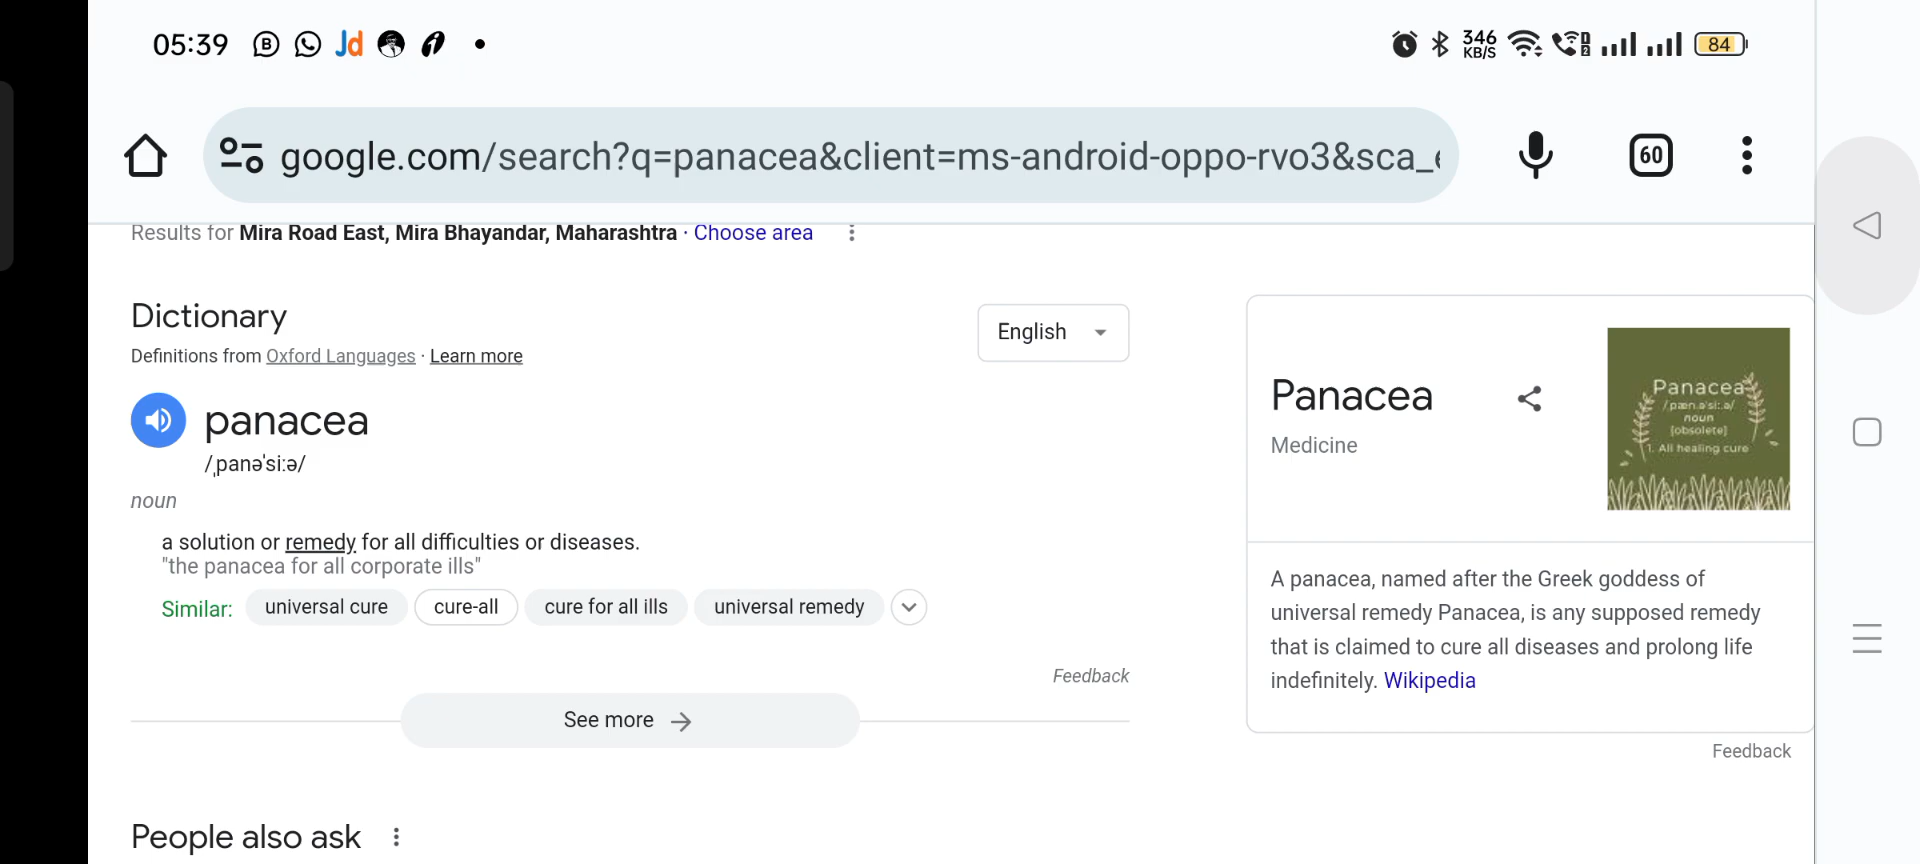 05:39
Jd
346
KB/S
84
google.com/search?q=panacea&client=ms-android-oppo-rvo3&sca_
60
Results for Mira Road East, Mira Bhayandar, Maharashtra · Choose area
Dictionary
English
Definitions from Oxford Languages · Learn more
panacea
/ˌpanəˈsiːə/
noun
a solution or remedy for all difficulties or diseases.
"the panacea for all corporate ills"
Similar: universal cure cure-all cure for all ills universal remedy
Feedback
See more
People also ask
Panacea
Medicine
Panacea
/ˌpæn.əˈsiː.ə/
noun
[obsolete]
1. All healing cure
A panacea, named after the Greek goddess of
universal remedy Panacea, is any supposed remedy
that is claimed to cure all diseases and prolong life
indefinitely. Wikipedia
Feedback